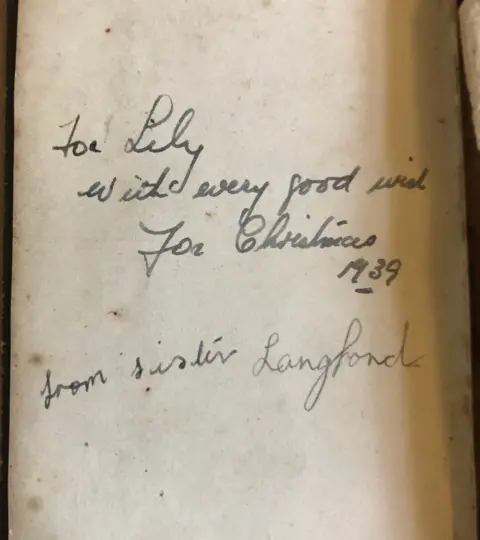 For Lily
with every good wish
For Christmas
1939
from sister Langford